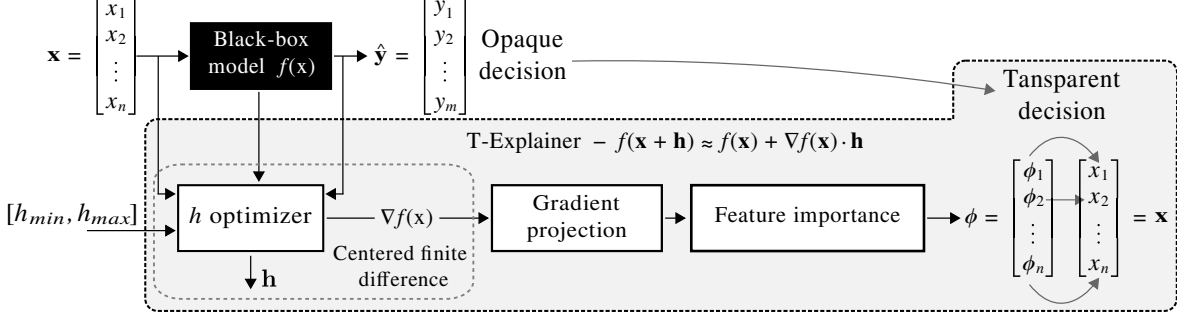 x = [x1 x2 ⋮ xn]
Black-box
model f(x)
ŷ = [y1 y2 ⋮ ym]
Opaque
decision
Tansparent
decision
T-Explainer − f(x + h) ≈ f(x) + ∇f(x)· h
[hmin, hmax]
h optimizer
∇f(x)
Centered finite
difference
h
Gradient
projection
Feature importance
ϕ = [ϕ1 ϕ2 ⋮ ϕn] [x1 x2 ⋮ xn] = x